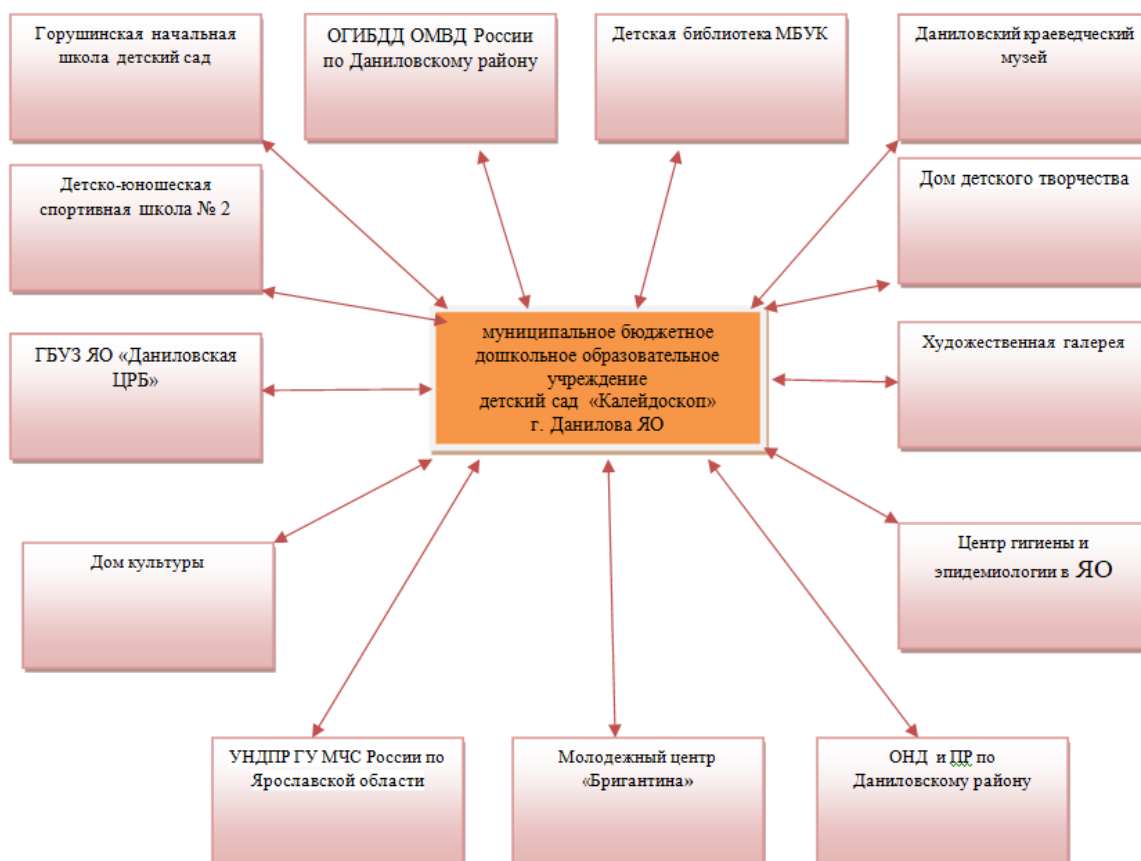 Горушинская начальная
школа детский сад
ОГИБДД ОМВД России
по Даниловскому району
Детская библиотека МБУК
Даниловский краеведческий
музей
Детско-юношеская
спортивная школа № 2
Дом детского творчества
муниципальное бюджетное
дошкольное образовательное
учреждение
детский сад «Калейдоскоп»
г. Данилова ЯО
ГБУЗ ЯО «Даниловская
ЦРБ»
Художественная галерея
Дом культуры
Центр гигиены и
эпидемиологии в ЯО
УНДПР ГУ МЧС России по
Ярославской области
Молодежный центр
«Бригантина»
ОНД и ПР по
Даниловскому району